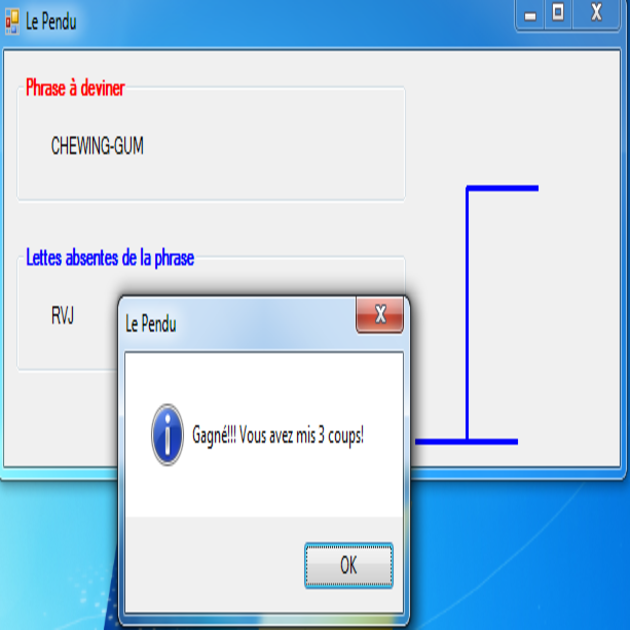 Le Pendu
Phrase à deviner
CHEWING-GUM
Lettes absentes de la phrase
RVJ
Le Pendu
Gagné!!! Vous avez mis 3 coups!
OK